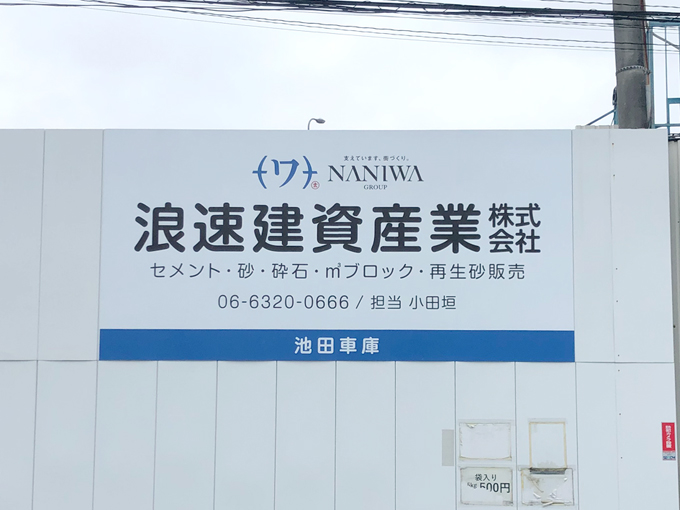 支えています。街づくり。
ワ NANIWA
GROUP
浪速建資産業 株式会社
セメント・砂・砕石・㎥ブロック・再生砂販売
06-6320-0666 / 担当 小田垣
池田車庫
袋入り
500円